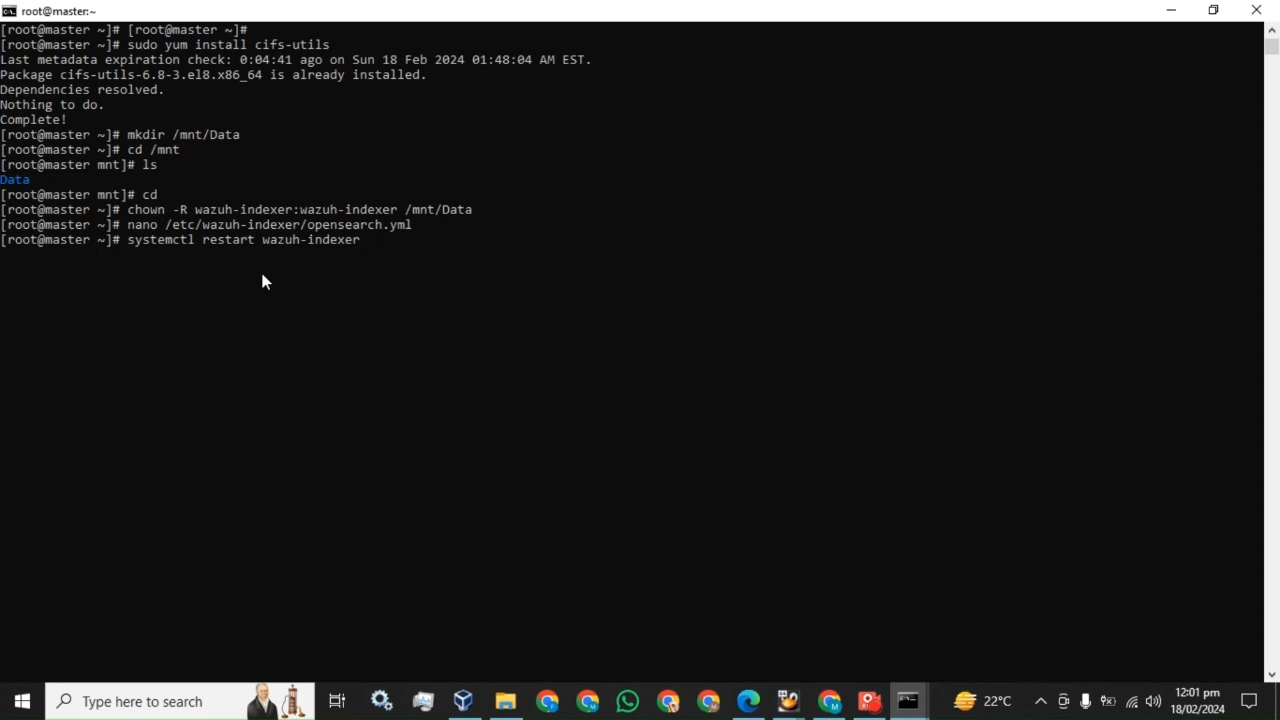 root@master:~
[root@master ~]# [root@master ~]#
[root@master ~]# sudo yum install cifs-utils
Last metadata expiration check: 0:04:41 ago on Sun 18 Feb 2024 01:48:04 AM EST.
Package cifs-utils-6.8-3.el8.x86_64 is already installed.
Dependencies resolved.
Nothing to do.
Complete!
[root@master ~]# mkdir /mnt/Data
[root@master ~]# cd /mnt
[root@master mnt]# ls
Data
[root@master mnt]# cd
[root@master ~]# chown -R wazuh-indexer:wazuh-indexer /mnt/Data
[root@master ~]# nano /etc/wazuh-indexer/opensearch.yml
[root@master ~]# systemctl restart wazuh-indexer
Type here to search
22°C
12:01 pm
18/02/2024